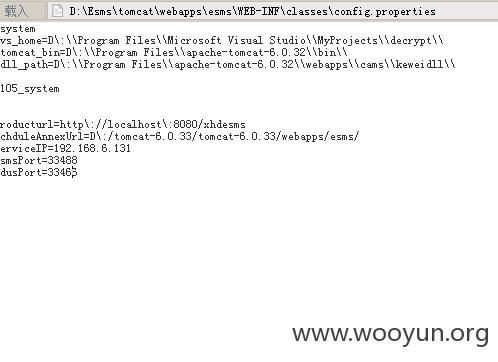 载入 D:\Esms\tomcat\webapps\esms\WEB-INF\classes\config.properties
system
vs_home=D\:\\Program Files\\Microsoft Visual Studio\\MyProjects\\decrypt\\
tomcat_bin=D\:\\Program Files\\apache-tomcat-6.0.32\\bin\\
dll_path=D\:\\Program Files\\apache-tomcat-6.0.32\\webapps\\cams\\keweidll\\
105_system
roducturl=http\://localhost\:8080/xhdesms
chduleAnnexUrl=D\:/tomcat-6.0.33/tomcat-6.0.33/webapps/esms/
erviceIP=192.168.6.131
smsPort=33488
dusPort=33465
www.wooyun.org